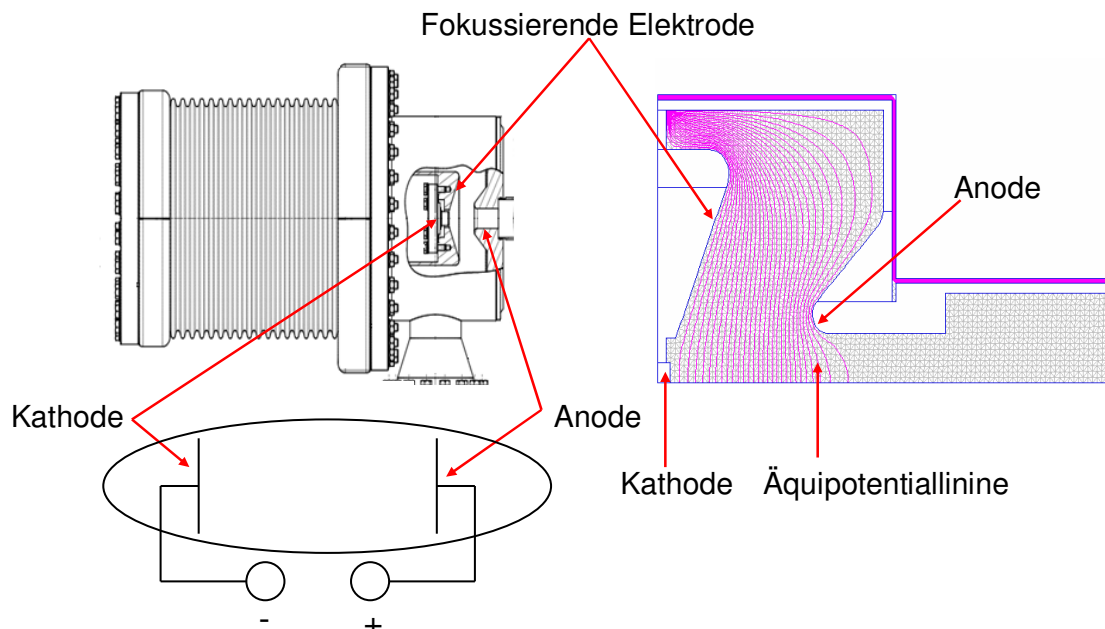 Fokussierende Elektrode
Anode
Kathode
Anode
Kathode
Äquipotentiallinine
-
+